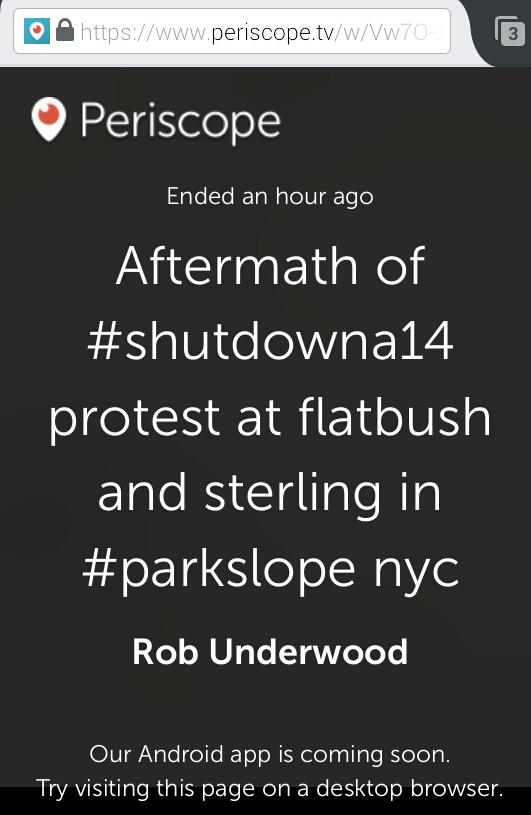 https://www.periscope.tv/w/Vw7O-z
3
Periscope
Ended an hour ago
Aftermath of
#shutdowna14
protest at flatbush
and sterling in
#parkslope nyc
Rob Underwood
Our Android app is coming soon.
Try visiting this page on a desktop browser.